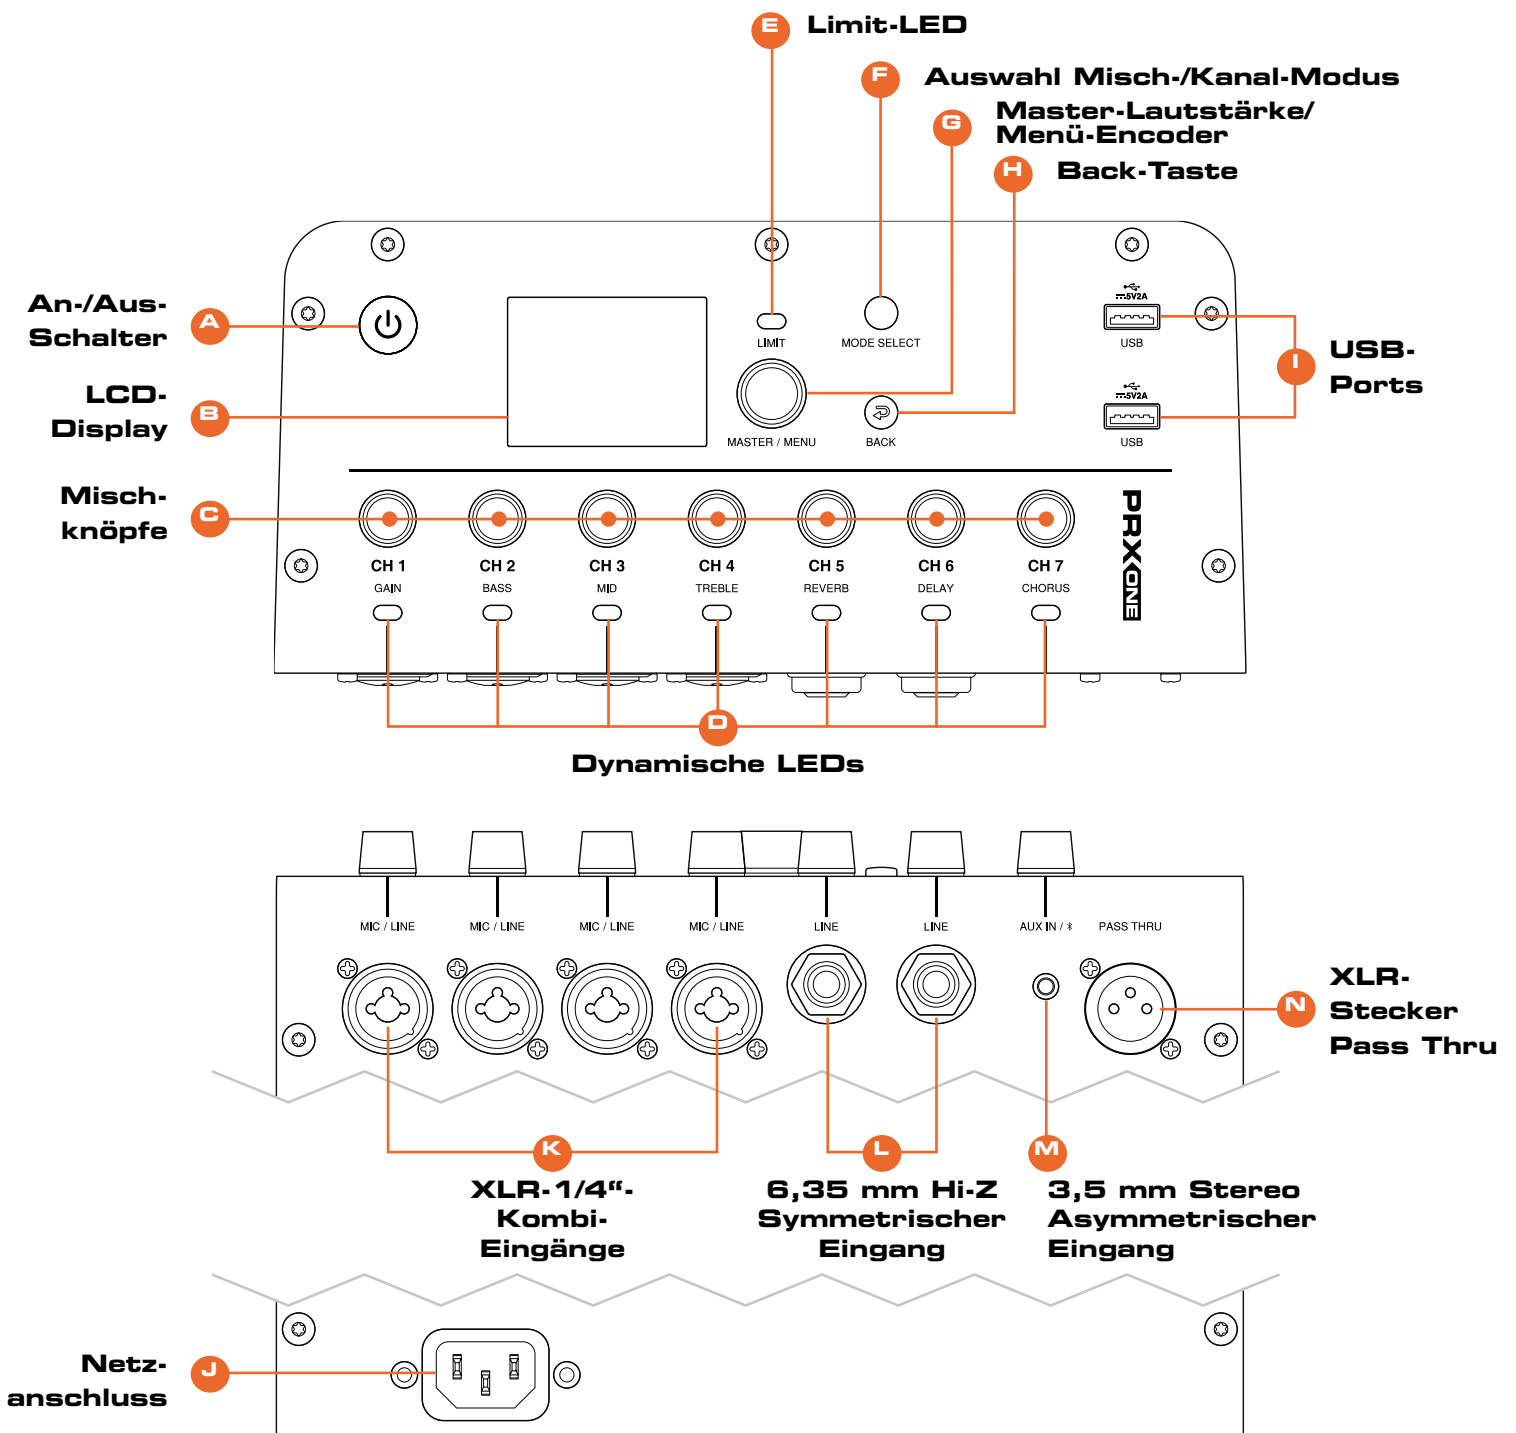 E Limit-LED
F Auswahl Misch-/Kanal-Modus
G Master-Lautstärke/
Menü-Encoder
H Back-Taste
An-/Aus-
Schalter
A
LCD-
Display
B
Misch-
knöpfe
C
5V2A
USB
5V2A
USB
I
USB-
Ports
LIMIT
MODE SELECT
MASTER / MENU
BACK
CH 1 CH 2 CH 3 CH 4 CH 5 CH 6 CH 7
GAIN BASS MID TREBLE REVERB DELAY CHORUS
PRX ONE
D
Dynamische LEDs
MIC / LINE MIC / LINE MIC / LINE MIC / LINE LINE LINE AUX IN / PASS THRU
N
XLR-
Stecker
Pass Thru
K
XLR-1/4“-
Kombi-
Eingänge
L
6,35 mm Hi-Z
Symmetrischer
Eingang
M
3,5 mm Stereo
Asymmetrischer
Eingang
Netz-
anschluss
J